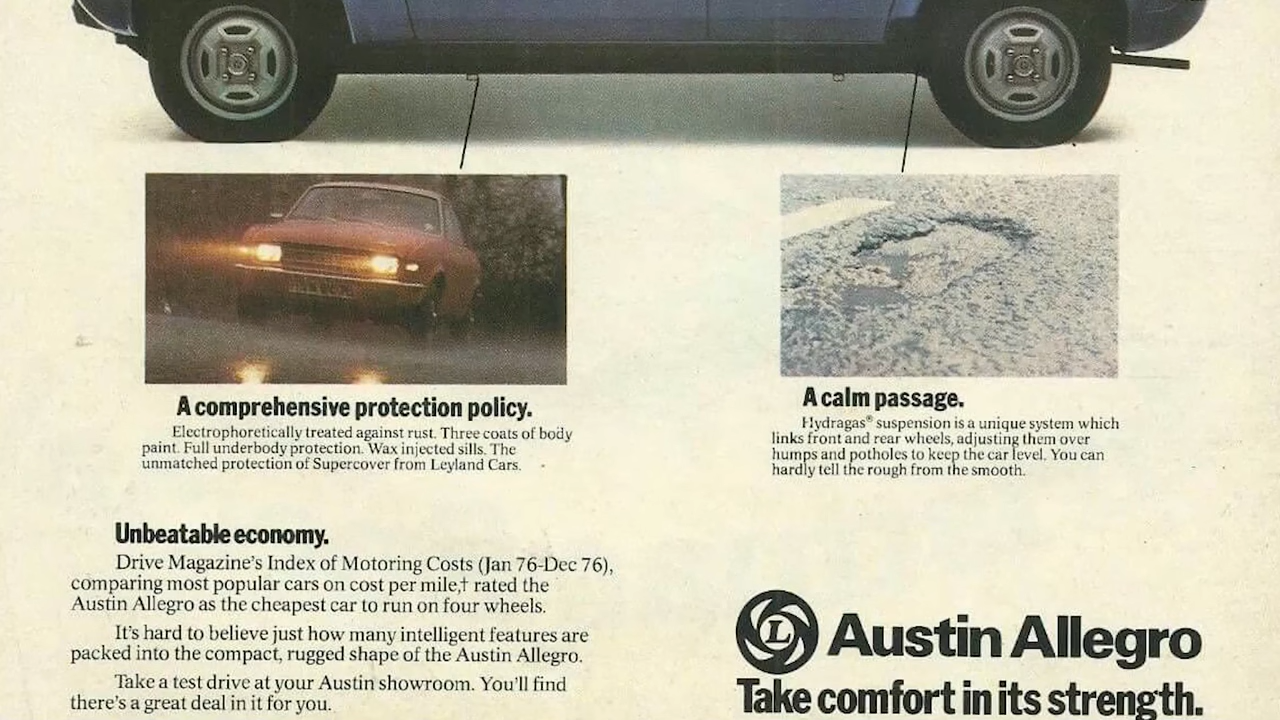 A comprehensive protection policy.
Electrophoretically treated against rust. Three coats of body
paint. Full underbody protection. Wax injected sills. The
unmatched protection of Supercover from Leyland Cars.
A calm passage.
Hydragas® suspension is a unique system which
links front and rear wheels, adjusting them over
humps and potholes to keep the car level. You can
hardly tell the rough from the smooth.
Unbeatable economy.
Drive Magazine's Index of Motoring Costs (Jan 76-Dec 76),
comparing most popular cars on cost per mile,† rated the
Austin Allegro as the cheapest car to run on four wheels.
It's hard to believe just how many intelligent features are
packed into the compact, rugged shape of the Austin Allegro.
Take a test drive at your Austin showroom. You'll find
there's a great deal in it for you.
L Austin Allegro
Take comfort in its strength.